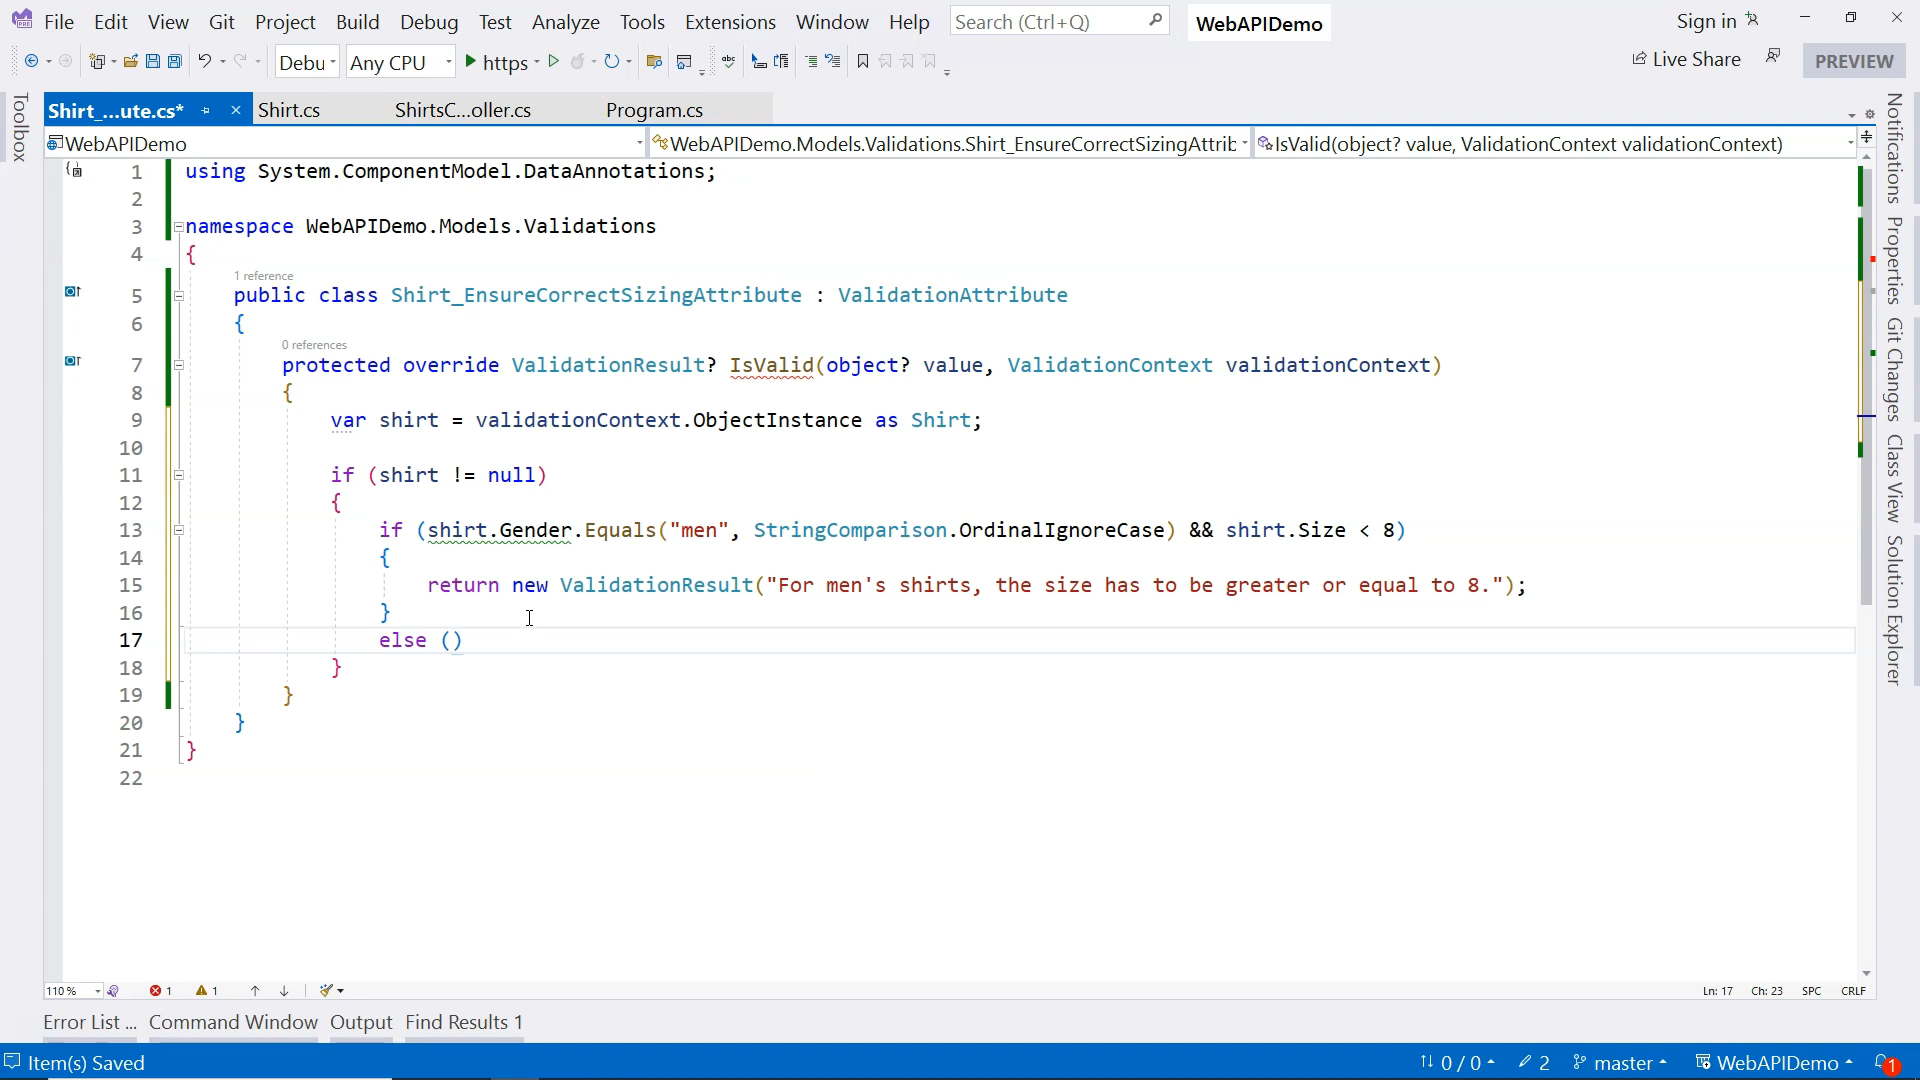 File Edit View Git Project Build Debug Test Analyze Tools Extensions Window Help Search (Ctrl+Q) WebAPIDemo Sign in
Debu Any CPU https Live Share PREVIEW
Shirt_...ute.cs* Shirt.cs ShirtsC...oller.cs Program.cs
WebAPIDemo WebAPIDemo.Models.Validations.Shirt_EnsureCorrectSizingAttrib IsValid(object? value, ValidationContext validationContext)
Toolbox
1 using System.ComponentModel.DataAnnotations;
2
3 namespace WebAPIDemo.Models.Validations
4 {
1 reference
5 public class Shirt_EnsureCorrectSizingAttribute : ValidationAttribute
6 {
0 references
7 protected override ValidationResult? IsValid(object? value, ValidationContext validationContext)
8 {
9 var shirt = validationContext.ObjectInstance as Shirt;
10
11 if (shirt != null)
12 {
13 if (shirt.Gender.Equals("men", StringComparison.OrdinalIgnoreCase) && shirt.Size < 8)
14 {
15 return new ValidationResult("For men's shirts, the size has to be greater or equal to 8.");
16 }
17 else ()
18 }
19 }
20 }
21 }
22
Notifications
Properties
Git Changes
Class View
Solution Explorer
110 % 1 1 Ln: 17 Ch: 23 SPC CRLF
Error List ... Command Window Output Find Results 1
Item(s) Saved 0 / 0 2 master WebAPIDemo 1